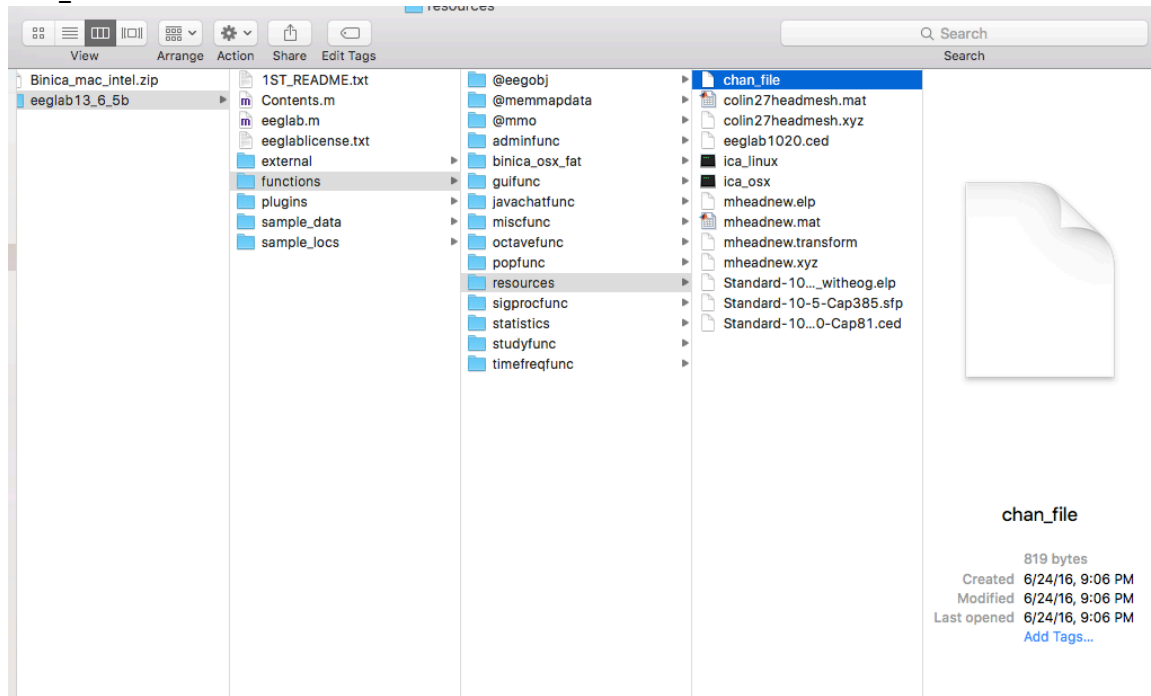 resources
View Arrange Action Share Edit Tags Search
Search
Binica_mac_intel.zip
eeglab13_6_5b
1ST_README.txt
Contents.m
eeglab.m
eeglablicense.txt
external
functions
plugins
sample_data
sample_locs
@eegobj
@memmapdata
@mmo
adminfunc
binica_osx_fat
guifunc
javachatfunc
miscfunc
octavefunc
popfunc
resources
sigprocfunc
statistics
studyfunc
timefreqfunc
chan_file
colin27headmesh.mat
colin27headmesh.xyz
eeglab1020.ced
ica_linux
ica_osx
mheadnew.elp
mheadnew.mat
mheadnew.transform
mheadnew.xyz
Standard-10..._witheog.elp
Standard-10-5-Cap385.sfp
Standard-10...0-Cap81.ced
chan_file
819 bytes
Created 6/24/16, 9:06 PM
Modified 6/24/16, 9:06 PM
Last opened 6/24/16, 9:06 PM
Add Tags...